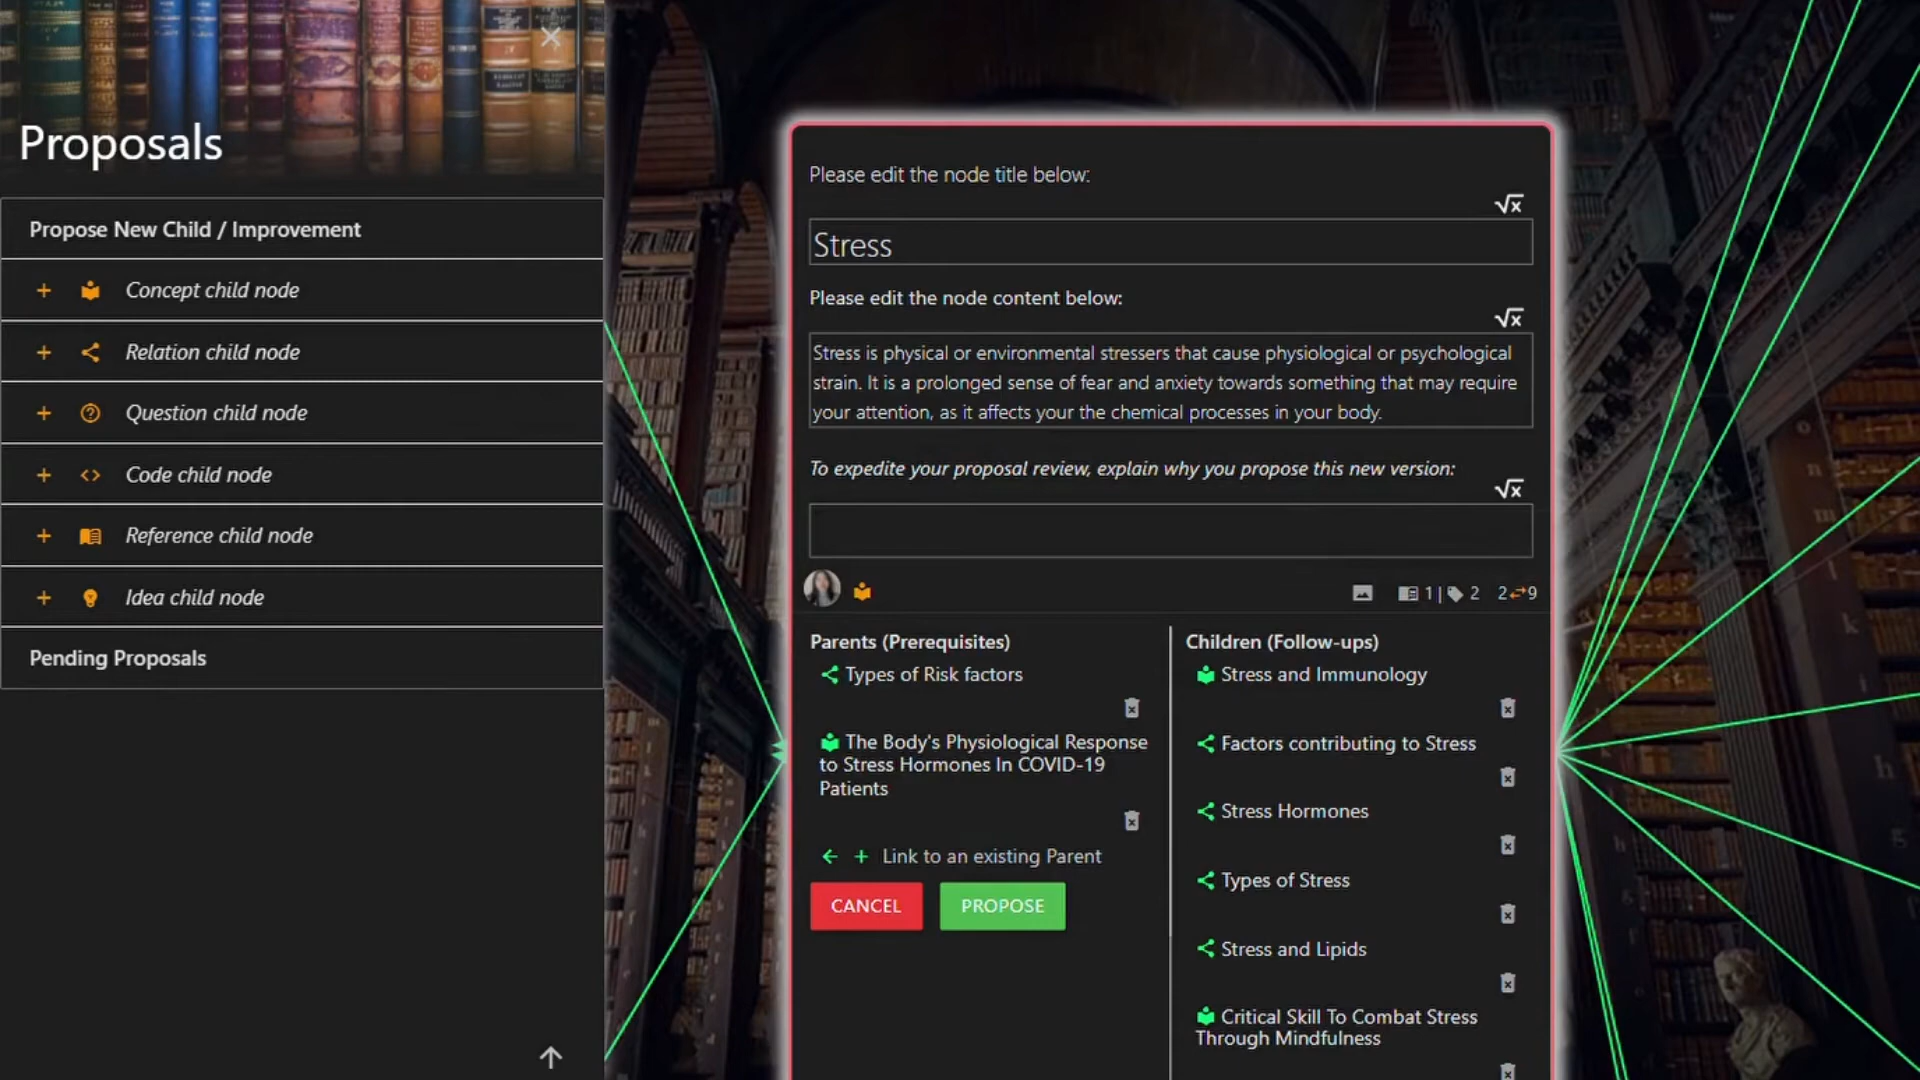 Proposals
Propose New Child / Improvement
Concept child node
Relation child node
Question child node
Code child node
Reference child node
Idea child node
Pending Proposals
Please edit the node title below:
Stress
Please edit the node content below:
Stress is physical or environmental stressers that cause physiological or psychological
strain. It is a prolonged sense of fear and anxiety towards something that may require
your attention, as it affects your the chemical processes in your body.
To expedite your proposal review, explain why you propose this new version:
1 | 2 2 9
Parents (Prerequisites)
Types of Risk factors
The Body's Physiological Response
to Stress Hormones In COVID-19
Patients
Link to an existing Parent
CANCEL
PROPOSE
Children (Follow-ups)
Stress and Immunology
Factors contributing to Stress
Stress Hormones
Types of Stress
Stress and Lipids
Critical Skill To Combat Stress
Through Mindfulness